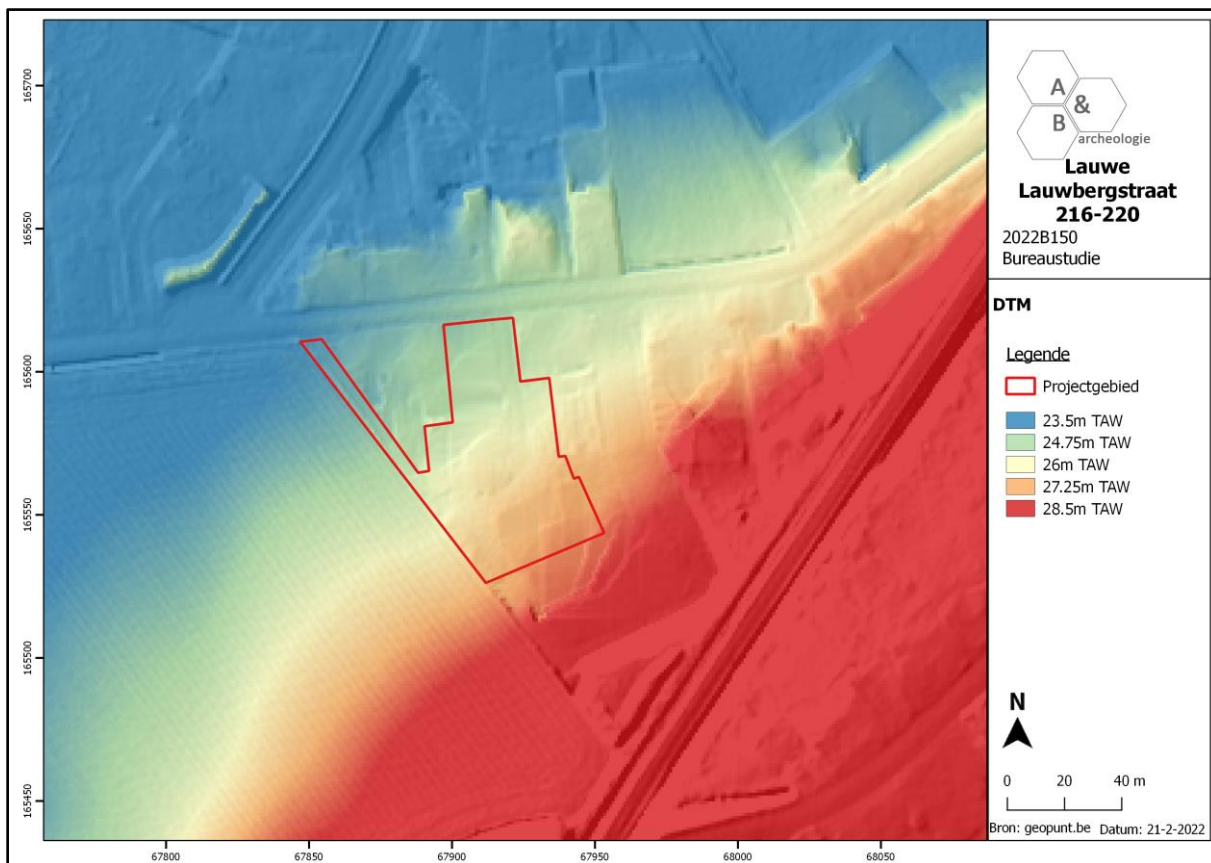 A
&
B
archeologie
Lauwe
Lauwbergstraat
216-220
2022B150
Bureaustudie
DTM
Legende
Projectgebied
23.5m TAW
24.75m TAW
26m TAW
27.25m TAW
28.5m TAW
N
0 20 40 m
Bron: geopunt.be Datum: 21-2-2022
165700
165650
165600
165550
165500
165450
67800 67850 67900 67950 68000 68050